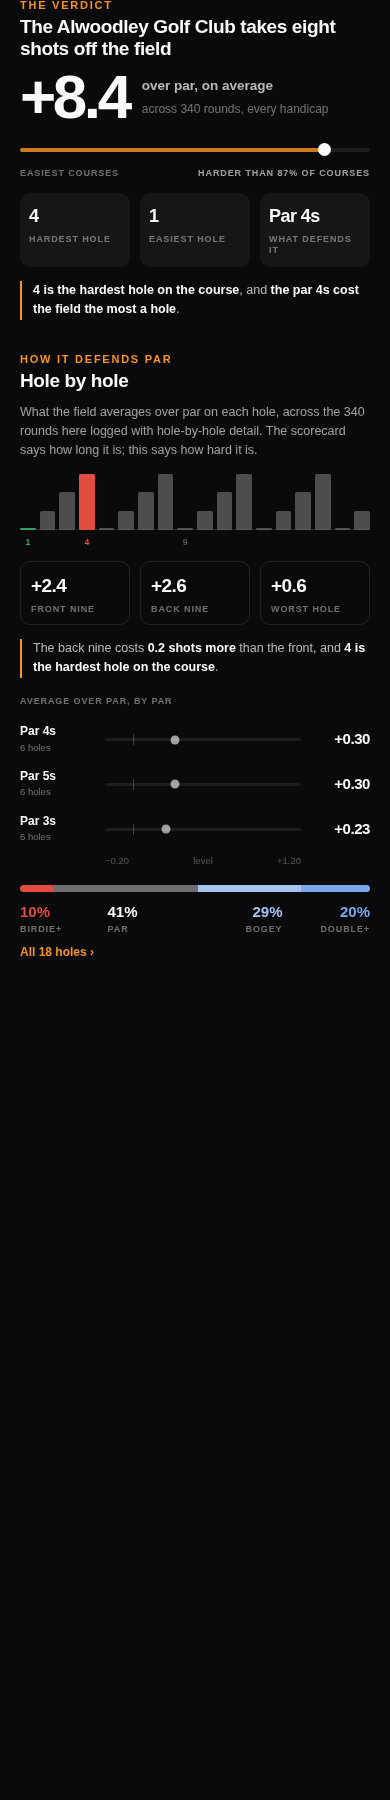 THE VERDICT
The Alwoodley Golf Club takes eight
shots off the field
+8.4
over par, on average
across 340 rounds, every handicap
EASIEST COURSES
HARDER THAN 87% OF COURSES
4
HARDEST HOLE
1
EASIEST HOLE
Par 4s
WHAT DEFENDS
IT
4 is the hardest hole on the course, and the par 4s cost
the field the most a hole.
HOW IT DEFENDS PAR
Hole by hole
What the field averages over par on each hole, across the 340
rounds here logged with hole-by-hole detail. The scorecard
says how long it is; this says how hard it is.
1
4
9
+2.4
FRONT NINE
+2.6
BACK NINE
+0.6
WORST HOLE
The back nine costs 0.2 shots more than the front, and 4 is
the hardest hole on the course.
AVERAGE OVER PAR, BY PAR
Par 4s
6 holes
+0.30
Par 5s
6 holes
+0.30
Par 3s
6 holes
+0.23
−0.20
level
+1.20
10%
BIRDIE+
41%
PAR
29%
BOGEY
20%
DOUBLE+
All 18 holes ›